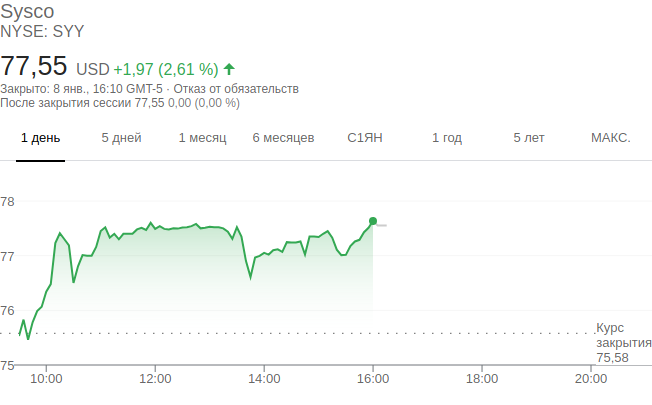 Sysco
NYSE: SYY
77,55 USD +1,97 (2,61 %)
Закрыто: 8 янв., 16:10 GMT-5 · Отказ от обязательств
После закрытия сессии 77,55 0,00 (0,00 %)
1 день 5 дней 1 месяц 6 месяцев С1ЯН 1 год 5 лет МАКС.
78
77
76
Курс
закрытия
75,58
75
10:00 12:00 14:00 16:00 18:00 20:00